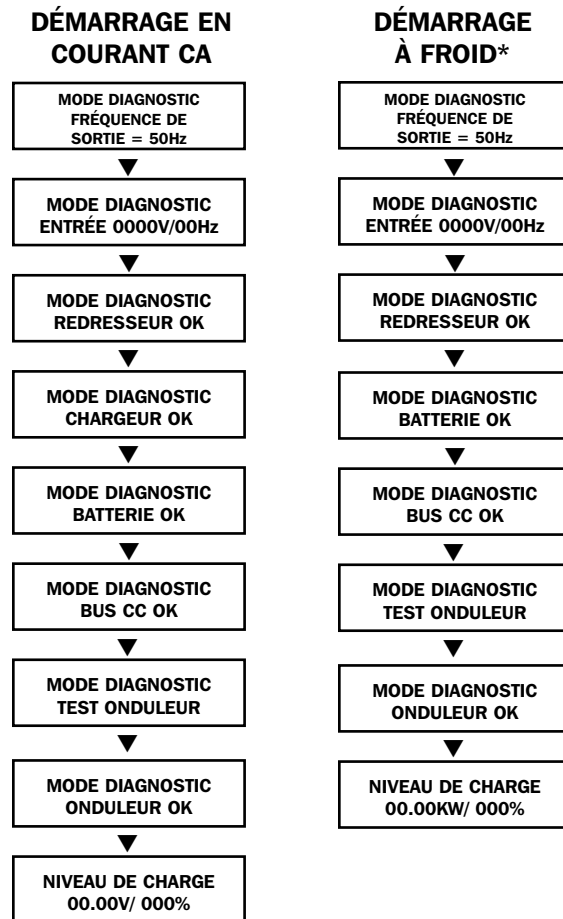 DÉMARRAGE EN
COURANT CA
MODE DIAGNOSTIC
FRÉQUENCE DE
SORTIE = 50Hz
MODE DIAGNOSTIC
ENTRÉE 0000V/00Hz
MODE DIAGNOSTIC
REDRESSEUR OK
MODE DIAGNOSTIC
CHARGEUR OK
MODE DIAGNOSTIC
BATTERIE OK
MODE DIAGNOSTIC
BUS CC OK
MODE DIAGNOSTIC
TEST ONDULEUR
MODE DIAGNOSTIC
ONDULEUR OK
NIVEAU DE CHARGE
00.00V/ 000%
DÉMARRAGE
À FROID*
MODE DIAGNOSTIC
FRÉQUENCE DE
SORTIE = 50Hz
MODE DIAGNOSTIC
ENTRÉE 0000V/00Hz
MODE DIAGNOSTIC
REDRESSEUR OK
MODE DIAGNOSTIC
BATTERIE OK
MODE DIAGNOSTIC
BUS CC OK
MODE DIAGNOSTIC
TEST ONDULEUR
MODE DIAGNOSTIC
ONDULEUR OK
NIVEAU DE CHARGE
00.00KW/ 000%